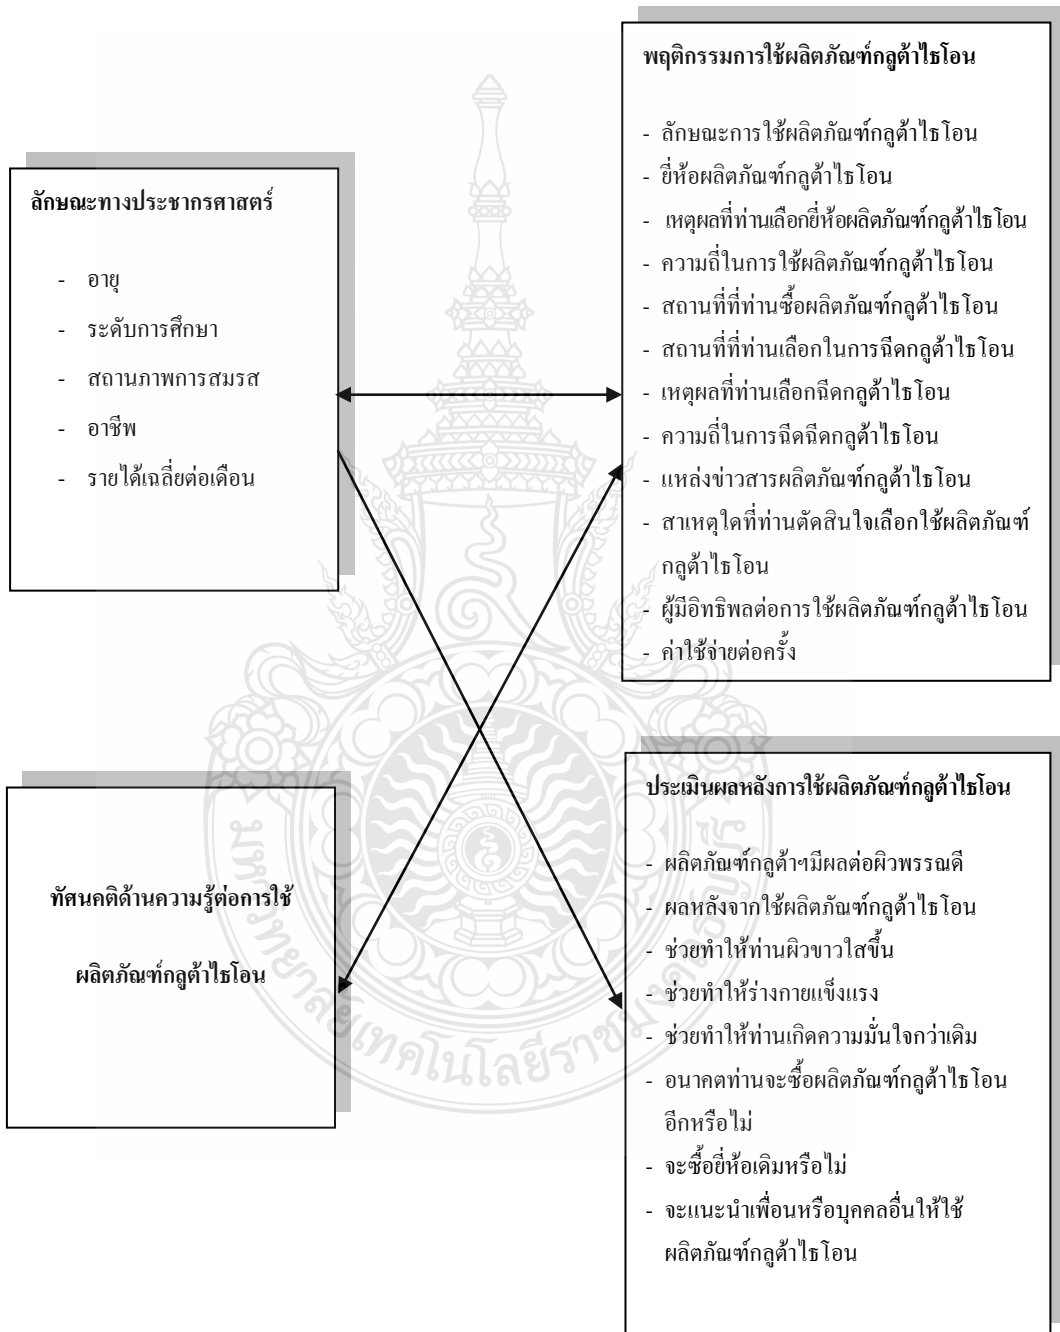 พฤติกรรมการใช้ผลิตภัณฑ์กลูต้าไธโอน
- ลักษณะการใช้ผลิตภัณฑ์กลูต้าไธโอน
- ยี่ห้อผลิตภัณฑ์กลูต้าไธโอน
- เหตุผลที่ท่านเลือกยี่ห้อผลิตภัณฑ์กลูต้าไธโอน
- ความถี่ในการใช้ผลิตภัณฑ์กลูต้าไธโอน
- สถานที่ที่ท่านซื้อผลิตภัณฑ์กลูต้าไธโอน
- สถานที่ที่ท่านเลือกในการฉีดกลูต้าไธโอน
- เหตุผลที่ท่านเลือกฉีดกลูต้าไธโอน
- ความถี่ในการฉีดฉีดกลูต้าไธโอน
- แหล่งข่าวสารผลิตภัณฑ์กลูต้าไธโอน
- สาเหตุใดที่ท่านตัดสินใจเลือกใช้ผลิตภัณฑ์
กลูต้าไธโอน
- ผู้มีอิทธิพลต่อการใช้ผลิตภัณฑ์กลูต้าไธโอน
- ค่าใช้จ่ายต่อครั้ง
ลักษณะทางประชากรศาสตร์
- อายุ
- ระดับการศึกษา
- สถานภาพการสมรส
- อาชีพ
- รายได้เฉลี่ยต่อเดือน
ทัศนคติด้านความรู้ต่อการใช้
ผลิตภัณฑ์กลูต้าไธโอน
ประเมินผลหลังการใช้ผลิตภัณฑ์กลูต้าไธโอน
- ผลิตภัณฑ์กลูต้าฯมีผลต่อผิวพรรณดี
- ผลหลังจากใช้ผลิตภัณฑ์กลูต้าไธโอน
- ช่วยทำให้ท่านผิวขาวใสขึ้น
- ช่วยทำให้ร่างกายแข็งแรง
- ช่วยทำให้ท่านเกิดความมั่นใจกว่าเดิม
- อนาคตท่านจะซื้อผลิตภัณฑ์กลูต้าไธโอน
อีกหรือไม่
- จะซื้อยี่ห้อเดิมหรือไม่
- จะแนะนำเพื่อนหรือบุคคลอื่นให้ใช้
ผลิตภัณฑ์กลูต้าไธโอน